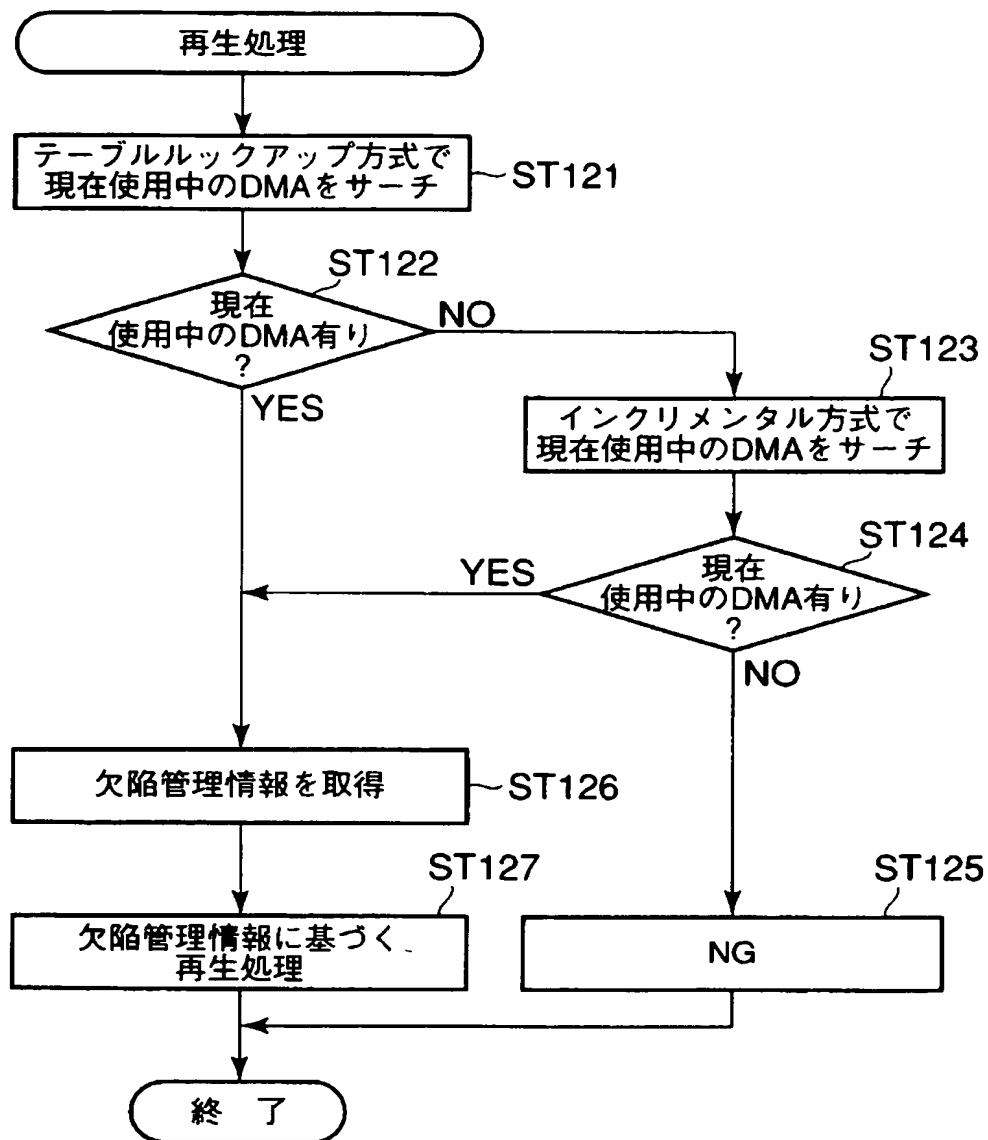 再生処理
テーブルルックアップ方式で
現在使用中のDMAをサーチ
ST121
ST122
現在
使用中のDMA有り
?
NO
YES
ST123
インクリメンタル方式で
現在使用中のDMAをサーチ
ST124
現在
使用中のDMA有り
?
YES
NO
欠陥管理情報を取得
ST126
ST127
欠陥管理情報に基づく
再生処理
ST125
NG
終 了